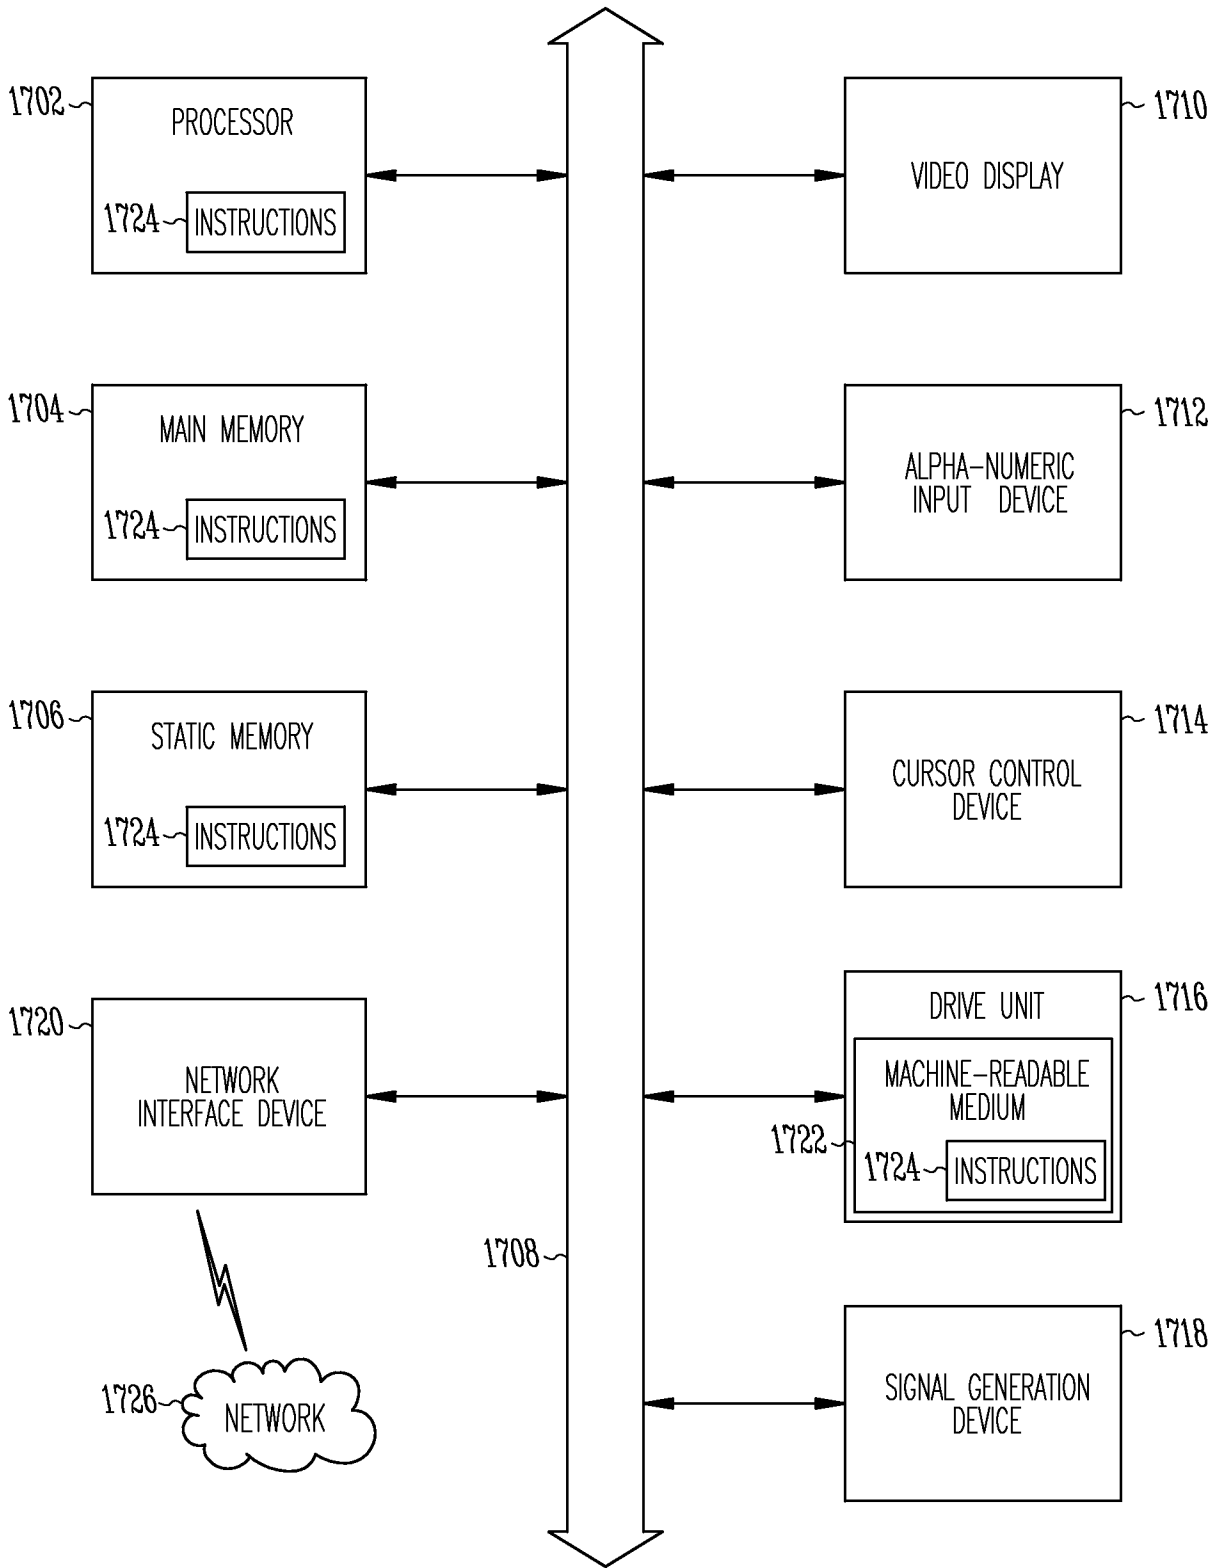 1702
PROCESSOR
1724
INSTRUCTIONS
1704
MAIN MEMORY
1724
INSTRUCTIONS
1706
STATIC MEMORY
1724
INSTRUCTIONS
1720
NETWORK
INTERFACE DEVICE
1726
NETWORK
1708
1710
VIDEO DISPLAY
1712
ALPHA-NUMERIC
INPUT DEVICE
1714
CURSOR CONTROL
DEVICE
1716
DRIVE UNIT
MACHINE-READABLE
MEDIUM
1722
1724
INSTRUCTIONS
1718
SIGNAL GENERATION
DEVICE